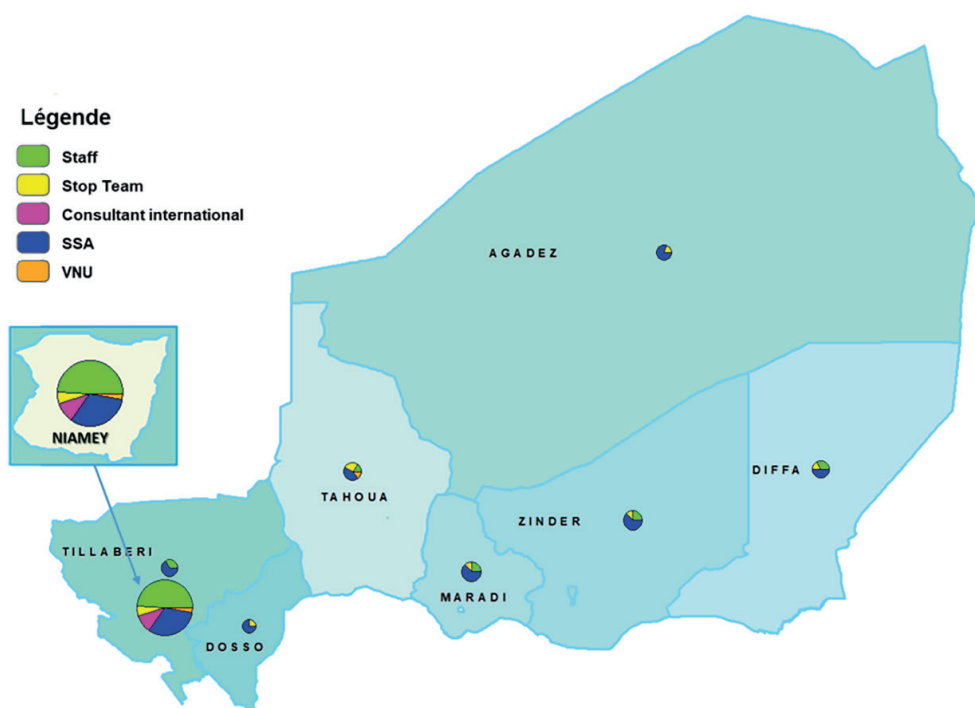 Légende
Staff
Stop Team
Consultant international
SSA
VNU
AGADEZ
NIAMEY
TAHOUA
DIFFA
ZINDER
TILLABERI
MARADI
DOSSO